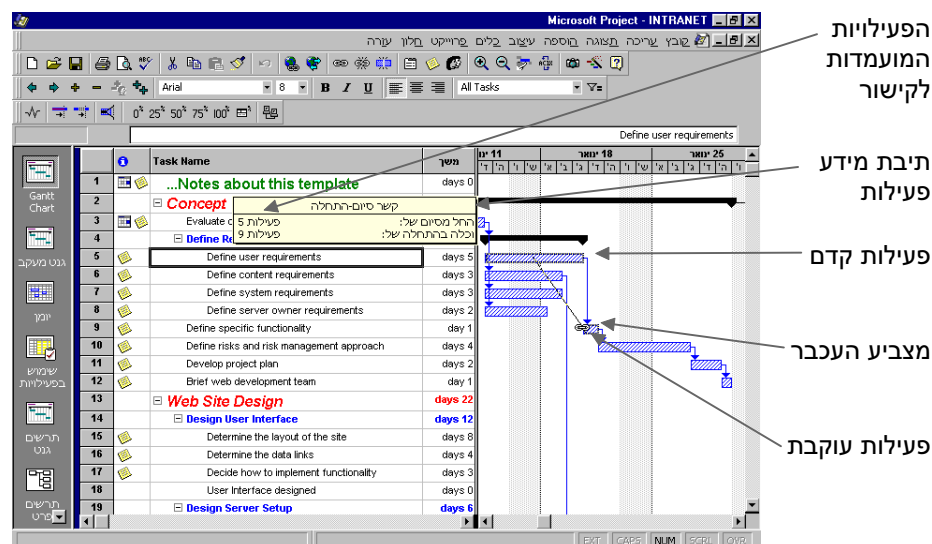 Microsoft Project - INTRANET
קובץ עריכה תצוגה הוספה עיצוב כלים פרוייקט חלון עזרה
Arial 8 B I U All Tasks
0% 25% 50% 75% 100%
Define user requirements
Task Name משך
11 ינו 18 ינואר 25 ינואר
ד' ה' ו' ש' א' ב' ג' ד' ה' ו' ש' א' ב' ג' ד' ה' ו'
1 ...Notes about this template days 0
2 Concept
3 Evaluate c
4 Define Re
5 Define user requirements days 5
6 Define content requirements days 3
7 Define system requirements days 3
8 Define server owner requirements days 2
9 Define specific functionality day 1
10 Define risks and risk management approach days 4
11 Develop project plan days 2
12 Brief web development team day 1
13 Web Site Design days 22
14 Design User Interface days 12
15 Determine the layout of the site days 8
16 Determine the data links days 4
17 Decide how to implement functionality days 3
18 User Interface designed days 0
19 Design Server Setup days 6
קשר סיום-התחלה
החל מסיום של: פעילות 5
וכלה בהתחלה של: פעילות 9
Gantt
Chart
גנט מעקב
יומן
שימוש
בפעילויות
תרשים
גנט
תרשים
פרט
EXT CAPS NUM SCRL OVR
הפעילויות
המועמדות
לקישור
תיבת מידע
פעילות
פעילות קדם
מצביע העכבר
פעילות עוקבת